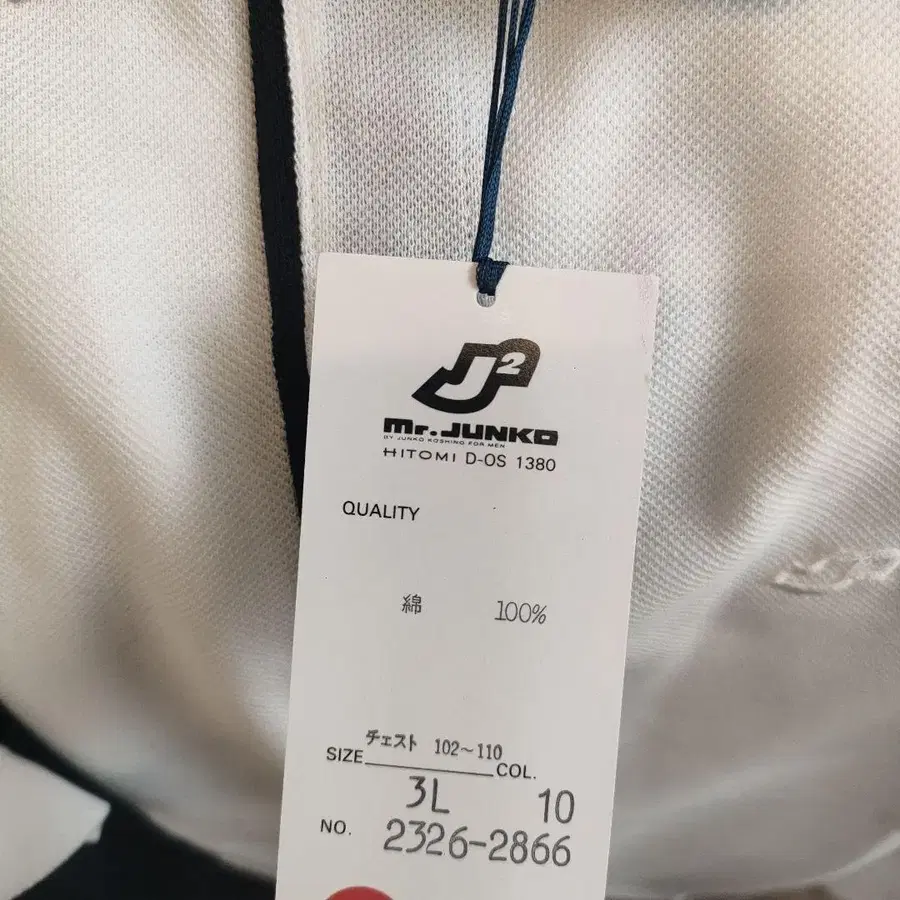 J2
Mr. JUNKO
BY JUNKO KOSHINO FOR MEN
HITOMI D-OS 1380
QUALITY
綿 100%
チェスト 102~110
SIZE COL.
3L 10
NO. 2326-2866
J2